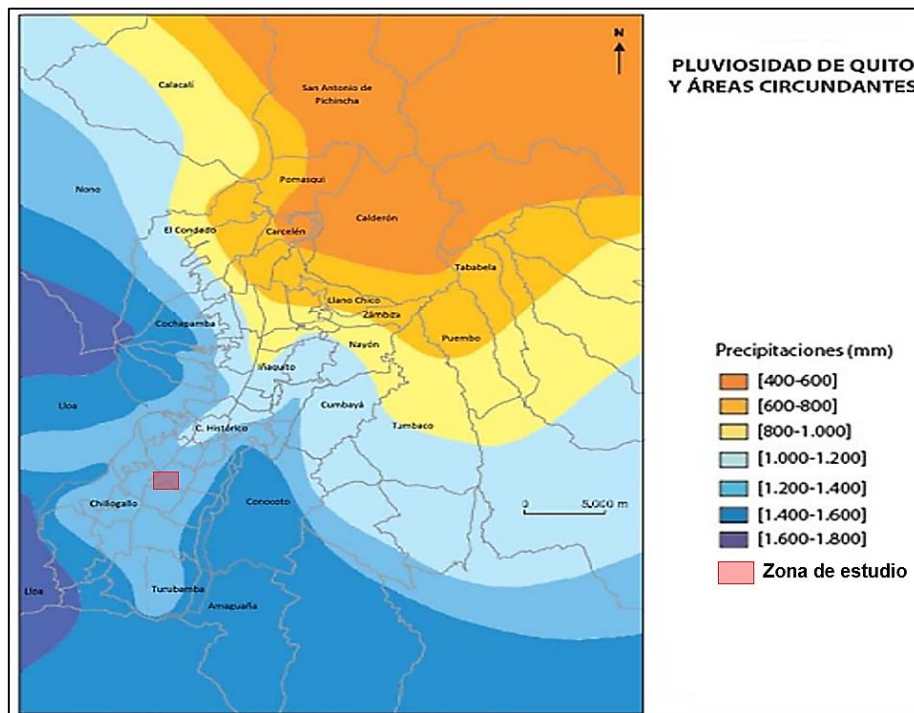 PLUVIOSIDAD DE QUITO
Y ÁREAS CIRCUNDANTES
N
Calacalí
San Antonio de
Pichincha
Nono
Pomasqui
Calderón
El Condado
Carcelén
Tababela
Llano Chico
Zámbiza
Cochapamba
Nayón
Puembo
Iñaquito
Cumbayá
Lloa
C. Histórico
Tumbaco
Chillogallo
Conocoto
0 5,000 m
Lloa
Turubamba
Amaguaña
Precipitaciones (mm)
[400-600]
[600-800]
[800-1.000]
[1.000-1.200]
[1.200-1.400]
[1.400-1.600]
[1.600-1.800]
Zona de estudio